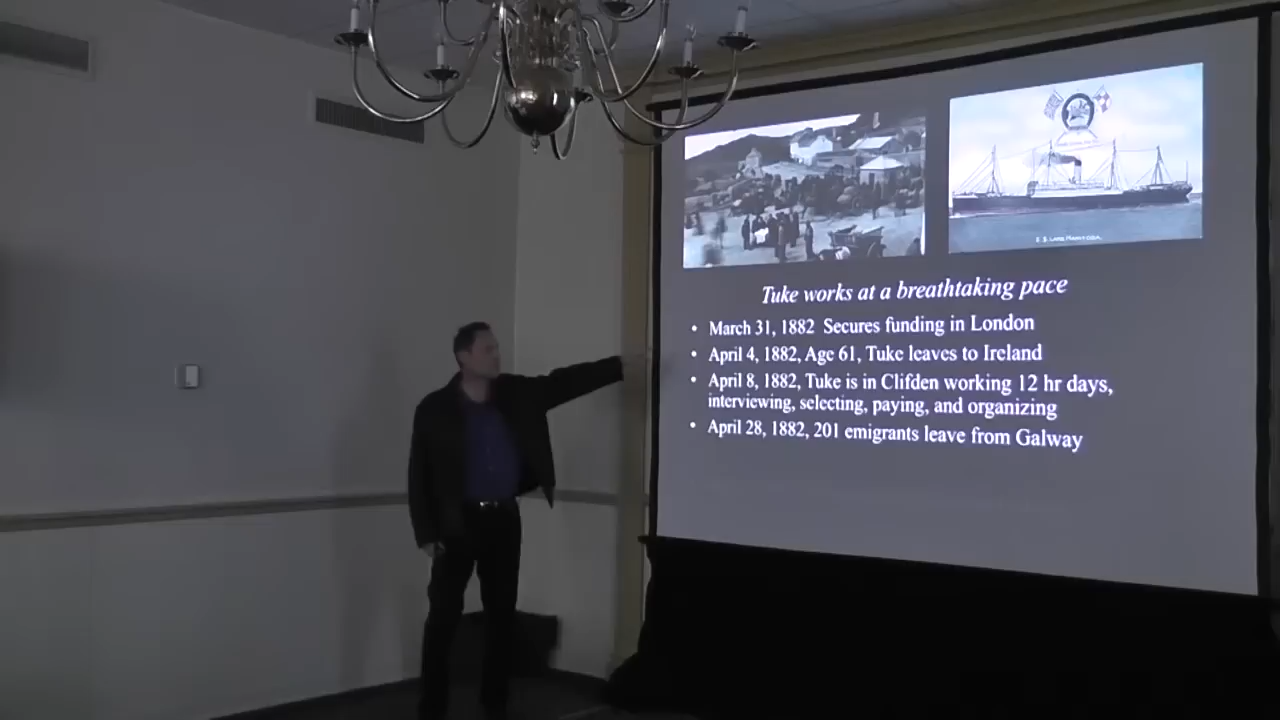 Tuke works at a breathtaking pace
• March 31, 1882 Secures funding in London
• April 4, 1882, Age 61, Tuke leaves to Ireland
• April 8, 1882, Tuke is in Clifden working 12 hr days,
interviewing, selecting, paying, and organizing
• April 28, 1882, 201 emigrants leave from Galway